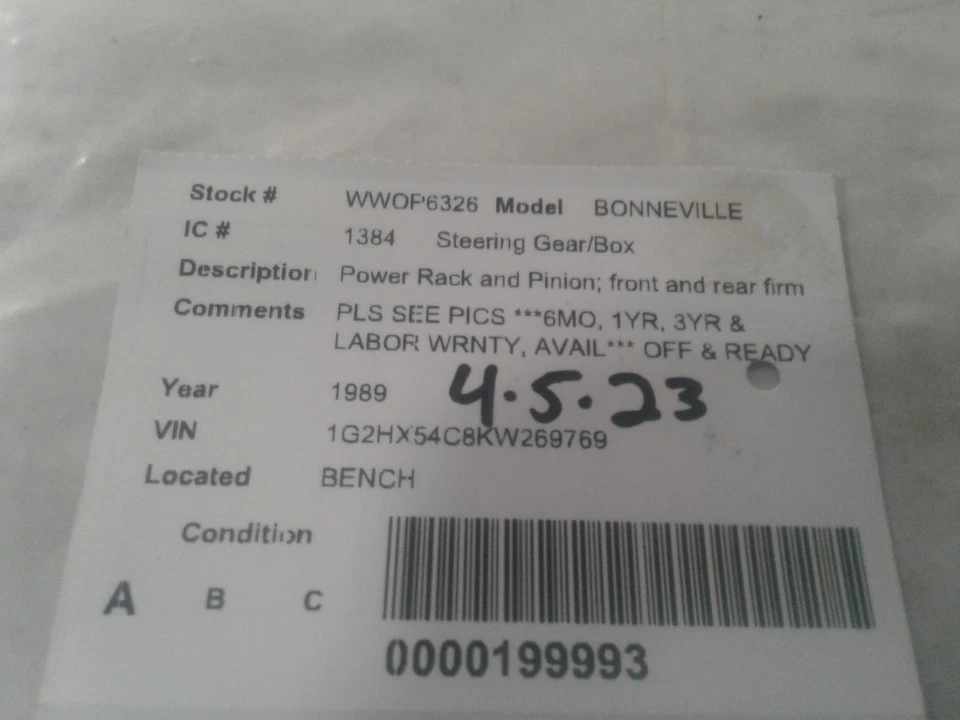 Stock # WWOP6326 Model BONNEVILLE
IC # 1384 Steering Gear/Box
Description Power Rack and Pinion; front and rear firm
Comments PLS SEE PICS ***6MO, 1YR, 3YR &
LABOR WRNTY, AVAIL*** OFF & READY
Year 1989 4.5.23
VIN 1G2HX54C8KW269769
Located BENCH
Condition
A B C
0000199993